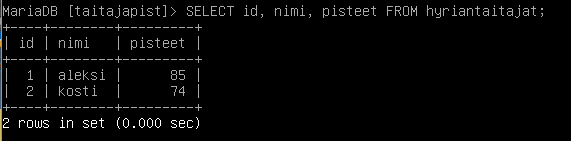 MariaDB [taitajapist]> SELECT id, nimi, pisteet FROM hyriantaitajat;
+----+--------+---------+
| id | nimi   | pisteet |
+----+--------+---------+
|  1 | aleksi |      85 |
|  2 | kosti  |      74 |
+----+--------+---------+
2 rows in set (0.000 sec)